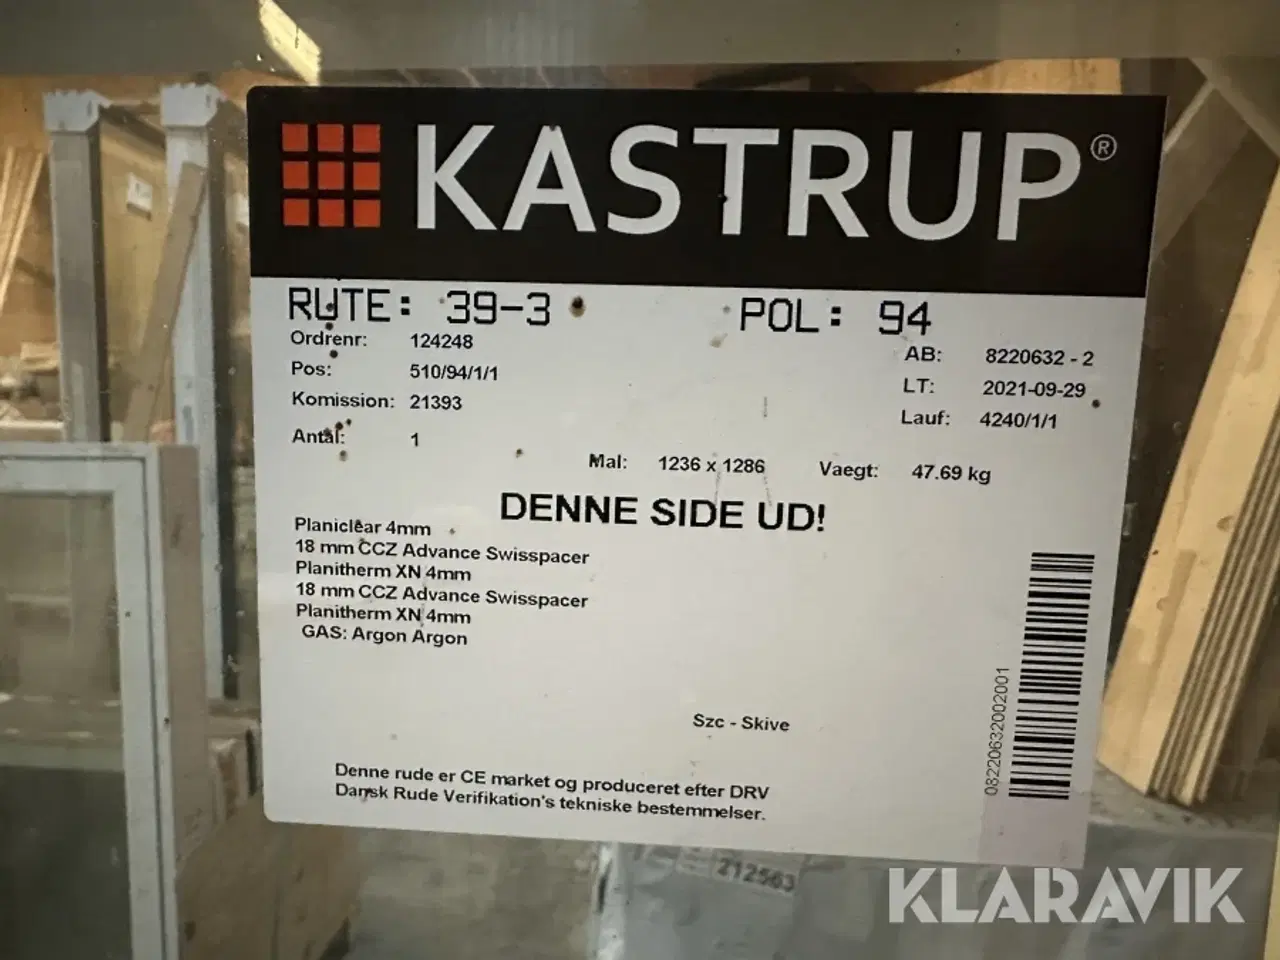 KASTRUP®
RUTE: 39-3 POL: 94
Ordrenr: 124248
AB: 8220632 - 2
Pos: 510/94/1/1
LT: 2021-09-29
Komission: 21393
Lauf: 4240/1/1
Antal: 1
Mal: 1236 x 1286 Vaegt: 47.69 kg
DENNE SIDE UD!
Planiclear 4mm
18 mm CCZ Advance Swisspacer
Planitherm XN 4mm
18 mm CCZ Advance Swisspacer
Planitherm XN 4mm
GAS: Argon Argon
Szc - Skive
08220632002001
Denne rude er CE market og produceret efter DRV
Dansk Rude Verifikation's tekniske bestemmelser.
212563
KLARAVIK